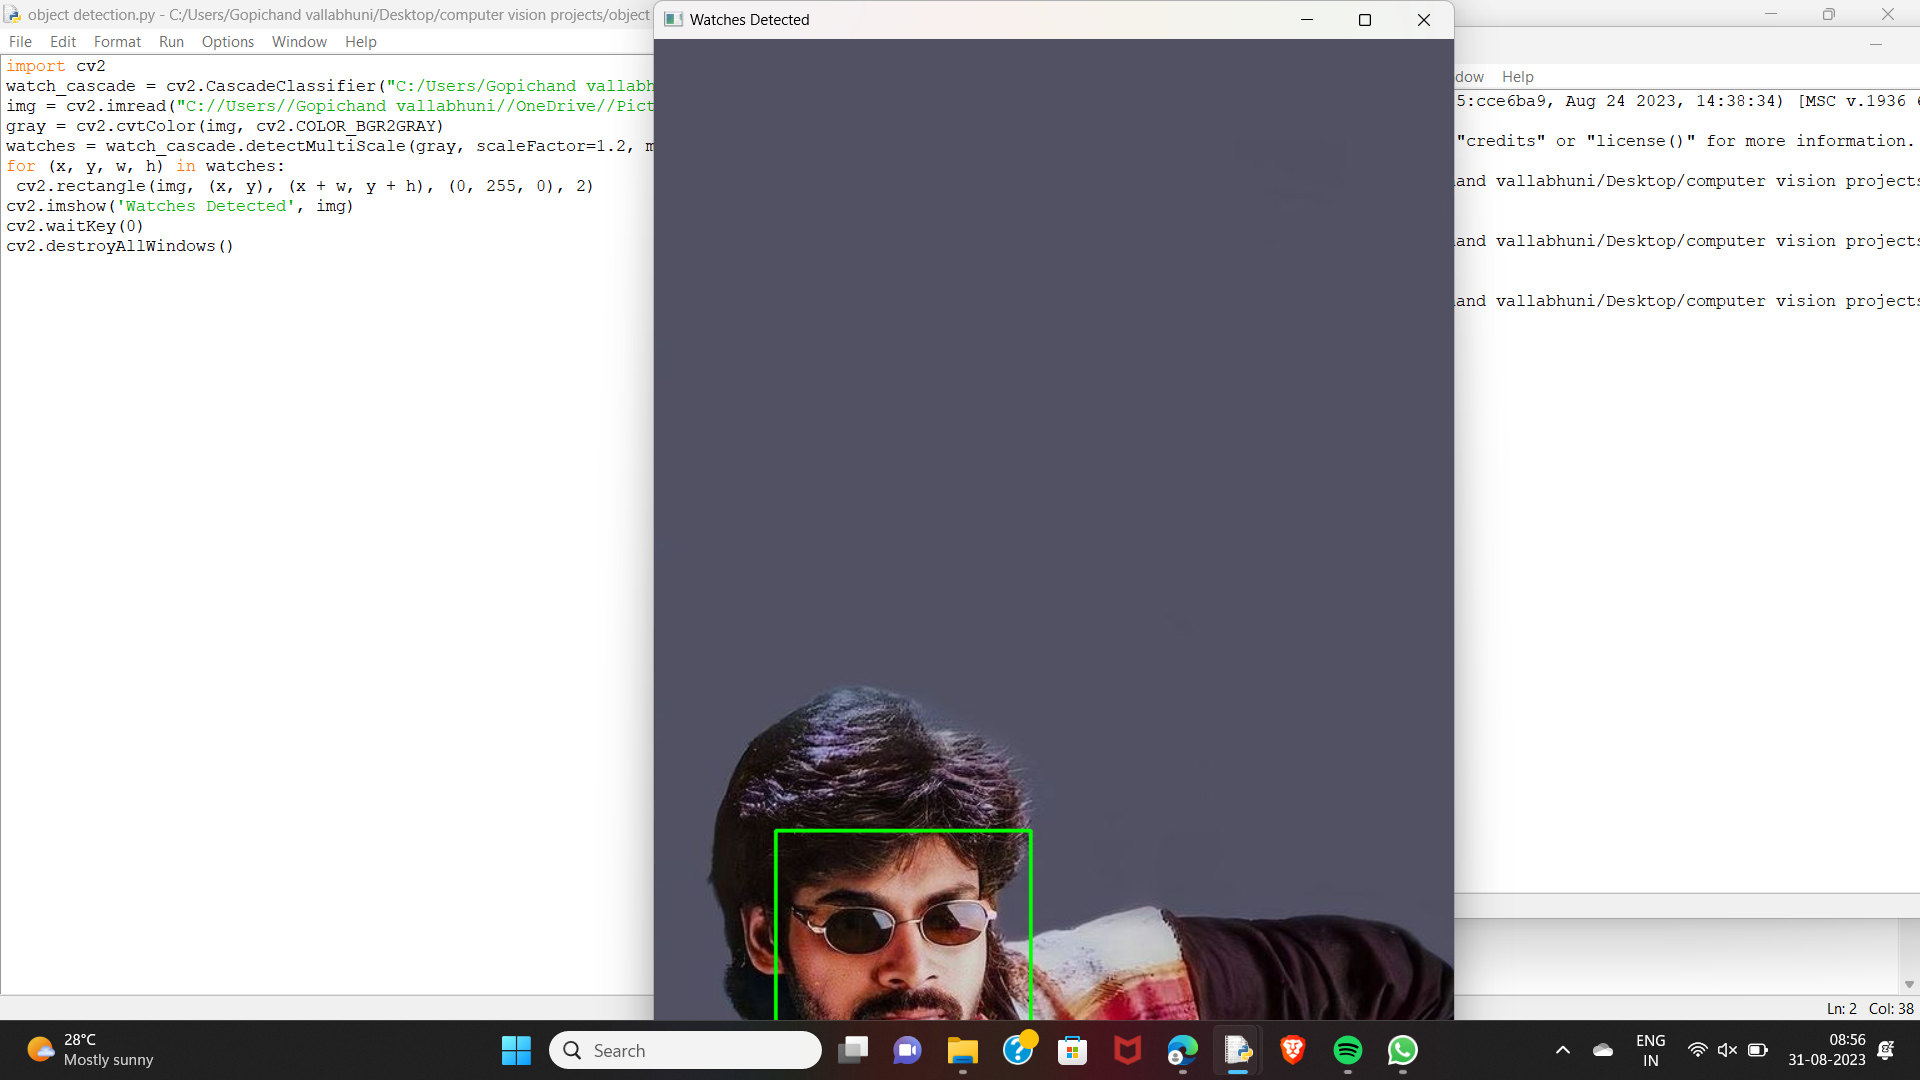 object detection.py - C:/Users/Gopichand vallabhuni/Desktop/computer vision projects/object
File Edit Format Run Options Window Help
import cv2
watch_cascade = cv2.CascadeClassifier("C:/Users/Gopichand vallabh
img = cv2.imread("C://Users//Gopichand vallabhuni//OneDrive//Pict
gray = cv2.cvtColor(img, cv2.COLOR_BGR2GRAY)
watches = watch_cascade.detectMultiScale(gray, scaleFactor=1.2, m
for (x, y, w, h) in watches:
cv2.rectangle(img, (x, y), (x + w, y + h), (0, 255, 0), 2)
cv2.imshow('Watches Detected', img)
cv2.waitKey(0)
cv2.destroyAllWindows()
Watches Detected
dow Help
5:cce6ba9, Aug 24 2023, 14:38:34) [MSC v.1936 6
"credits" or "license()" for more information.
and vallabhuni/Desktop/computer vision projects
and vallabhuni/Desktop/computer vision projects
and vallabhuni/Desktop/computer vision projects
Ln: 2 Col: 38
28°C
Mostly sunny
Search
ENG
IN
08:56
31-08-2023